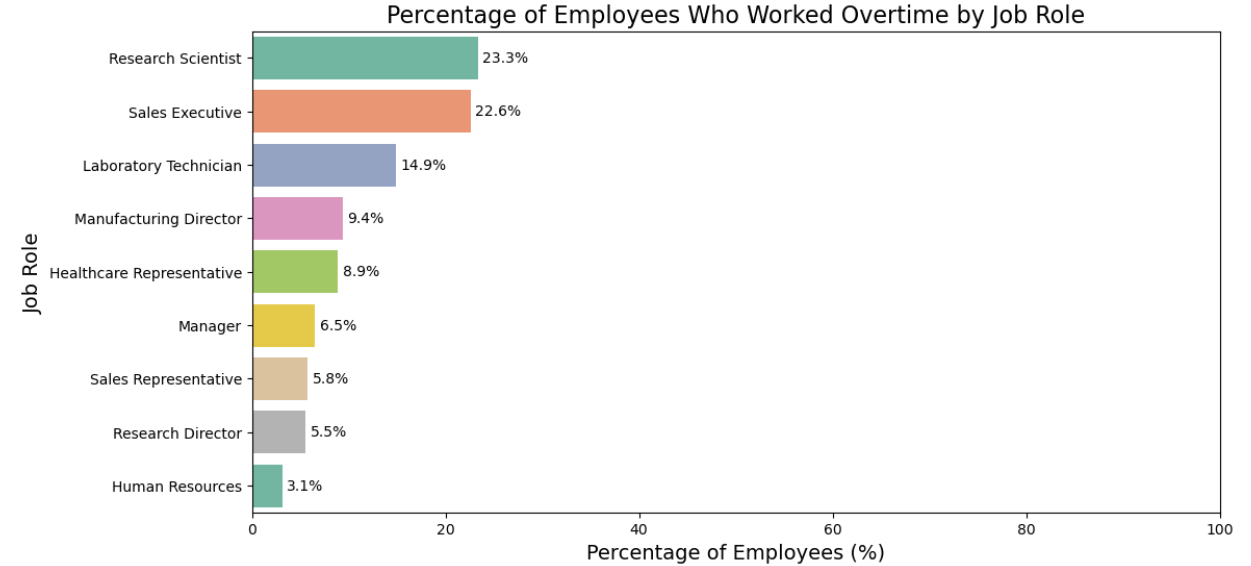 Percentage of Employees Who Worked Overtime by Job Role
Job Role
Research Scientist 23.3%
Sales Executive 22.6%
Laboratory Technician 14.9%
Manufacturing Director 9.4%
Healthcare Representative 8.9%
Manager 6.5%
Sales Representative 5.8%
Research Director 5.5%
Human Resources 3.1%
0 20 40 60 80 100
Percentage of Employees (%)